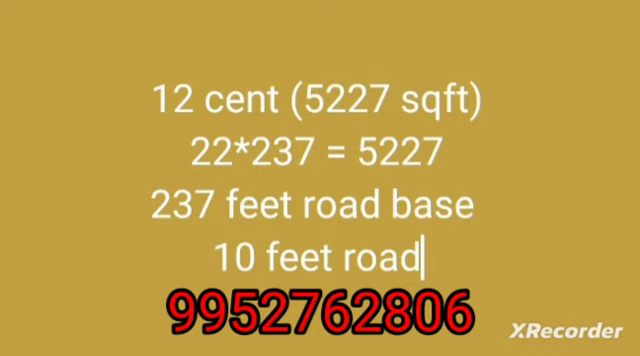 12 cent (5227 sqft)
22*237 = 5227
237 feet road base
10 feet road
9952762806
XRecorder